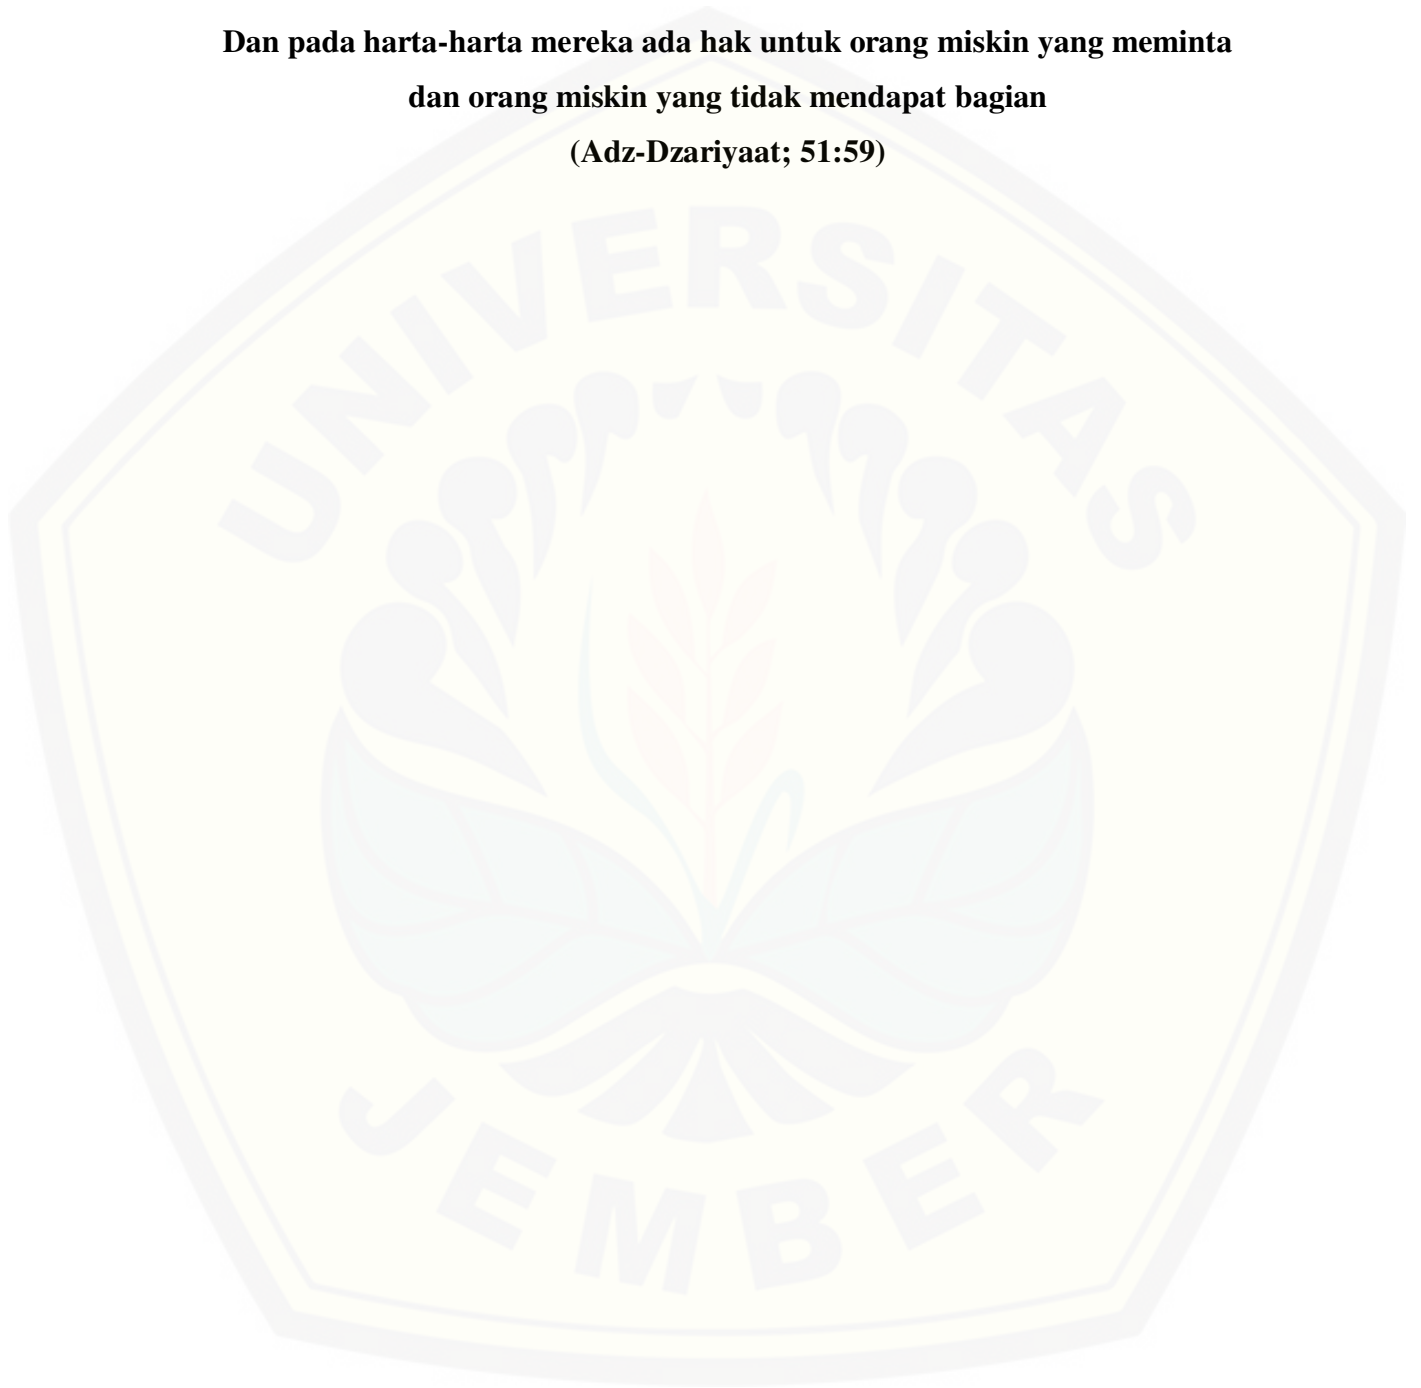 Dan pada harta-harta mereka ada hak untuk orang miskin yang meminta
dan orang miskin yang tidak mendapat bagian
(Adz-Dzariyaat; 51:59)
UNIVERSITAS
JEMBER